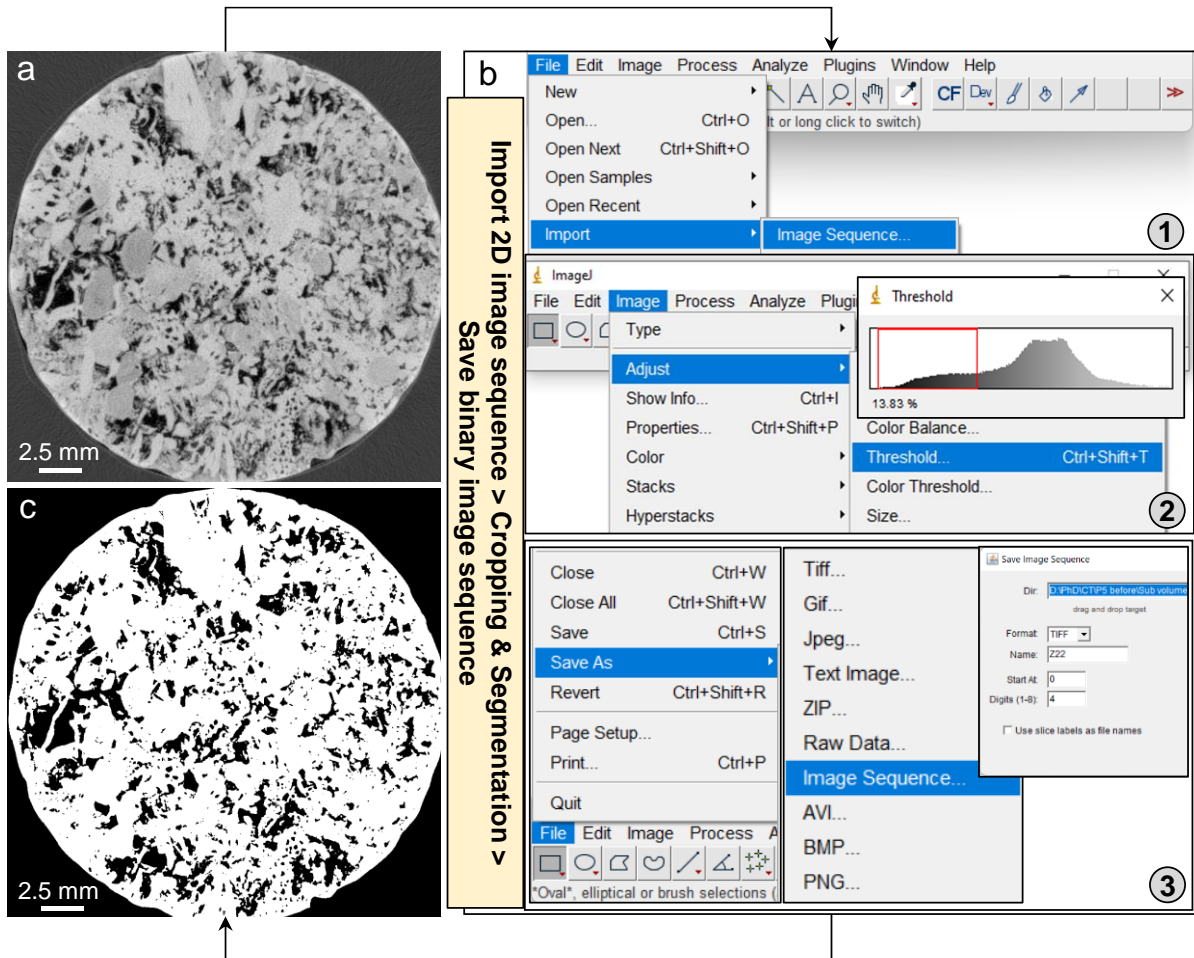 a
2.5 mm
c
2.5 mm
b
Import 2D image sequence > Cropping & Segmentation >
Save binary image sequence
File Edit Image Process Analyze Plugins Window Help
New
CF Dev
Open... Ctrl+O
lt or long click to switch)
Open Next Ctrl+Shift+O
Open Samples
Open Recent
Import
Image Sequence...
1
ImageJ
File Edit Image Process Analyze Plugi
Type
Adjust
Show Info... Ctrl+I
Properties... Ctrl+Shift+P
Color
Stacks
Hyperstacks
Threshold
13.83 %
Color Balance...
Threshold... Ctrl+Shift+T
Color Threshold...
Size...
2
Close Ctrl+W
Close All Ctrl+Shift+W
Save Ctrl+S
Save As
Revert Ctrl+Shift+R
Page Setup...
Print... Ctrl+P
Quit
File Edit Image Process A
*Oval*, elliptical or brush selections (
Tiff...
Gif...
Jpeg...
Text Image...
ZIP...
Raw Data...
Image Sequence...
AVI...
BMP...
PNG...
Save Image Sequence
Dir: D:\PhD\CT\P5 before\Sub volume
drag and drop target
Format: TIFF
Name: Z22
Start At: 0
Digits (1-8): 4
Use slice labels as file names
3